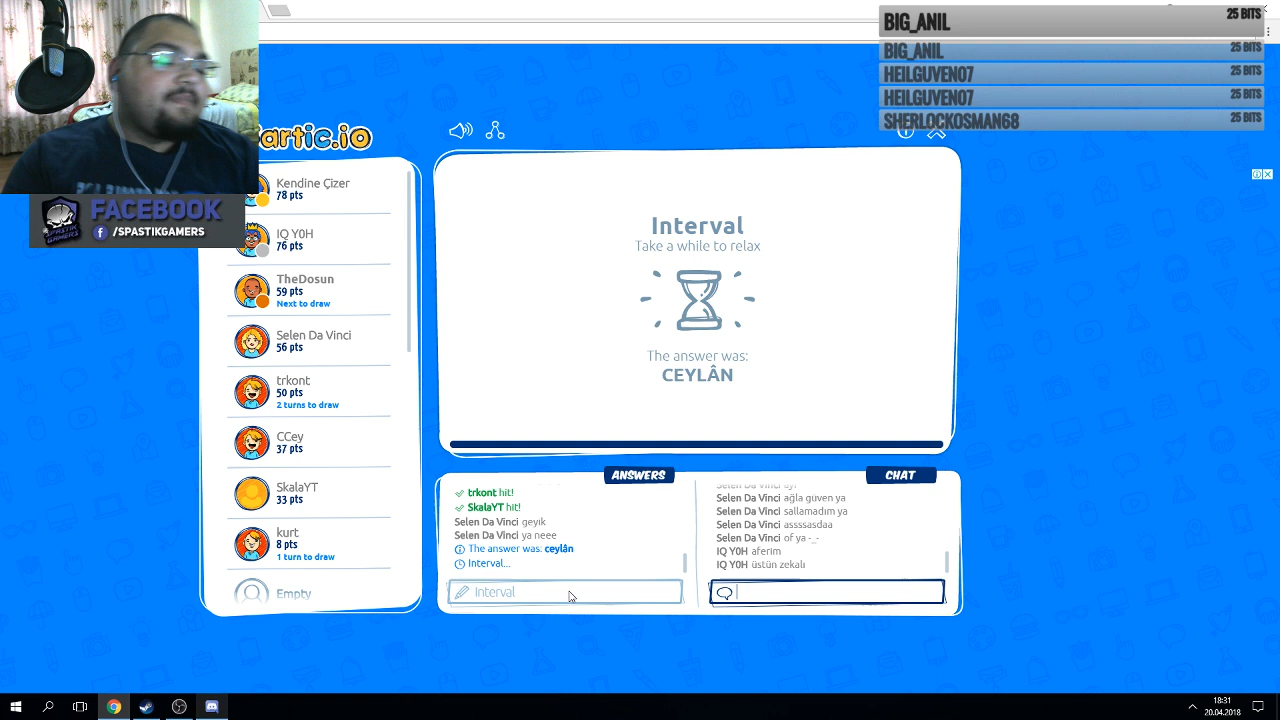 BIG_ANIL 25 BITS
BIG_ANIL 25 BITS
HEILGUVEN07 25 BITS
HEILGUVEN07 25 BITS
SHERLOCKOSMAN68 25 BITS
artic.io
FACEBOOK
/SPASTIKGAMERS
SPASTIK
GAMERS
Kendine Çizer
78 pts
IQ Y0H
76 pts
TheDosun
59 pts
Next to draw
Selen Da Vinci
56 pts
trkont
50 pts
2 turns to draw
CCey
37 pts
SkalaYT
33 pts
kurt
8 pts
1 turn to draw
Empty
Interval
Take a while to relax
The answer was:
CEYLÂN
ANSWERS
trkont hit!
SkalaYT hit!
Selen Da Vinci geyik
Selen Da Vinci ya neee
The answer was: ceylân
Interval...
Interval
CHAT
Selen Da Vinci ağla güven ya
Selen Da Vinci sallamadım ya
Selen Da Vinci assssasdaa
Selen Da Vinci of ya -_-
IQ Y0H aferim
IQ Y0H üstün zekalı
18:31
20.04.2018